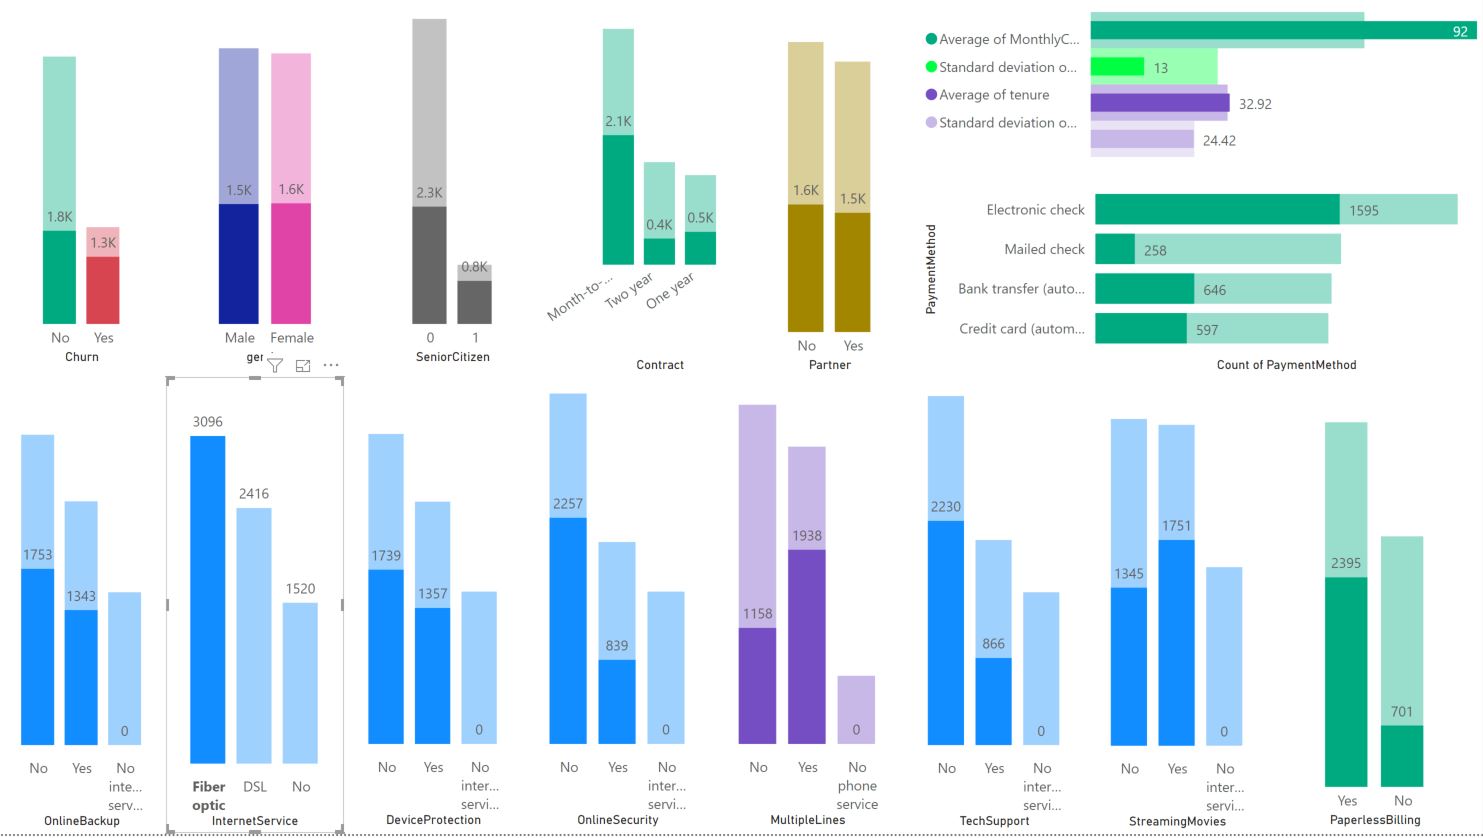 1.8K
1.3K
No Yes
Churn
1.5K
1.6K
Male Female
2.3K
0.8K
0 1
SeniorCitizen
2.1K
0.4K
0.5K
Month-to-...
Two year
One year
Contract
1.6K
1.5K
No Yes
Partner
Average of MonthlyC...
Standard deviation o...
Average of tenure
Standard deviation o...
92
13
32.92
24.42
PaymentMethod
Electronic check 1595
Mailed check 258
Bank transfer (auto... 646
Credit card (autom... 597
Count of PaymentMethod
1753
1343
0
No Yes No
inte...
serv...
OnlineBackup
3096
2416
1520
Fiber DSL No
optic
InternetService
1739
1357
0
No Yes No
inter...
servi...
DeviceProtection
2257
839
0
No Yes No
inter...
servi...
OnlineSecurity
1158
1938
0
No Yes No
phone
service
MultipleLines
2230
866
0
No Yes No
inter...
servi...
TechSupport
1345
1751
0
No Yes No
inter...
servi...
StreamingMovies
2395
701
Yes No
PaperlessBilling